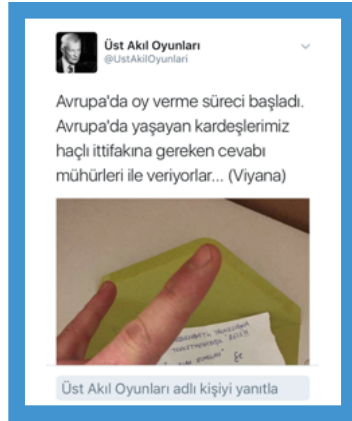 Üst Akıl Oyunları
@UstAkilOyunlari
Avrupa'da oy verme süreci başladı.
Avrupa'da yaşayan kardeşlerimiz
haçlı ittifakına gereken cevabı
mühürleri ile veriyorlar... (Viyana)
Üst Akıl Oyunları adlı kişiyi yanıtla